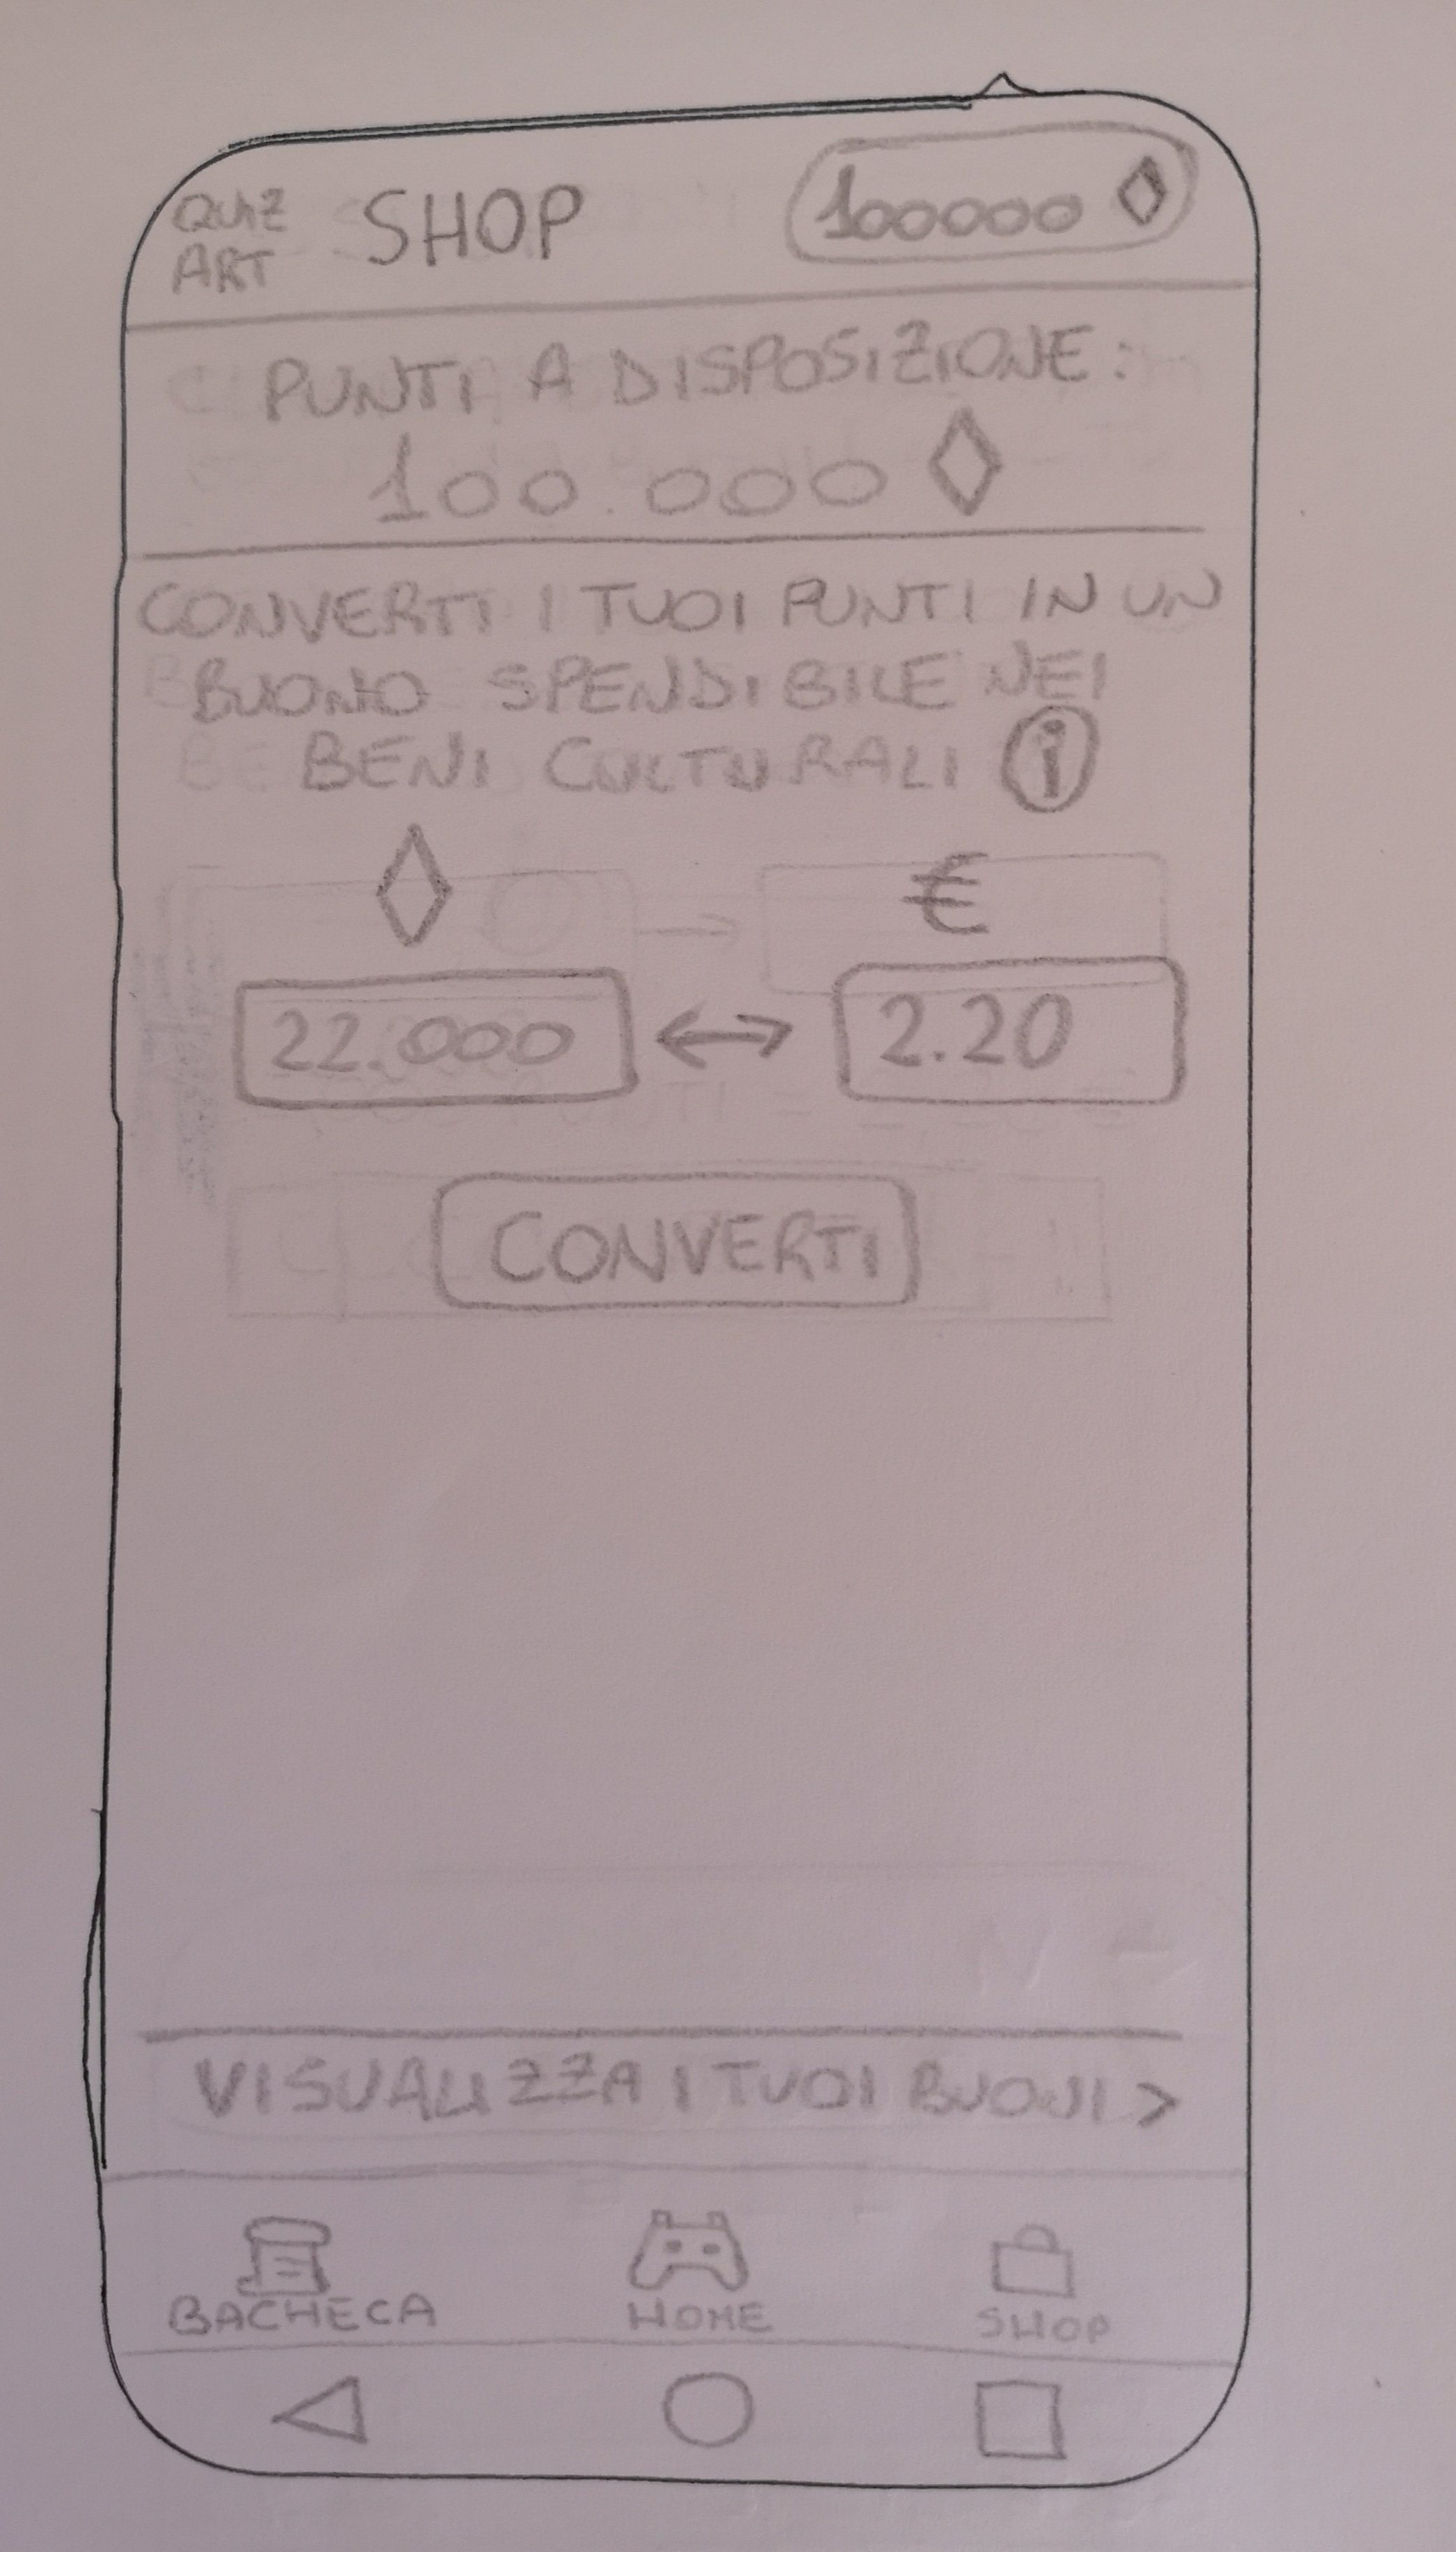 QUIZ
ART
SHOP
100000
PUNTI A DISPOSIZIONE:
100.000
CONVERTI I TUOI PUNTI IN UN
BUONO SPENDIBILE NEI
BENI CULTURALI i
€
22.000 ↔ 2.20
CONVERTI
VISUALIZZA I TUOI BUONI >
BACHECA HOME SHOP